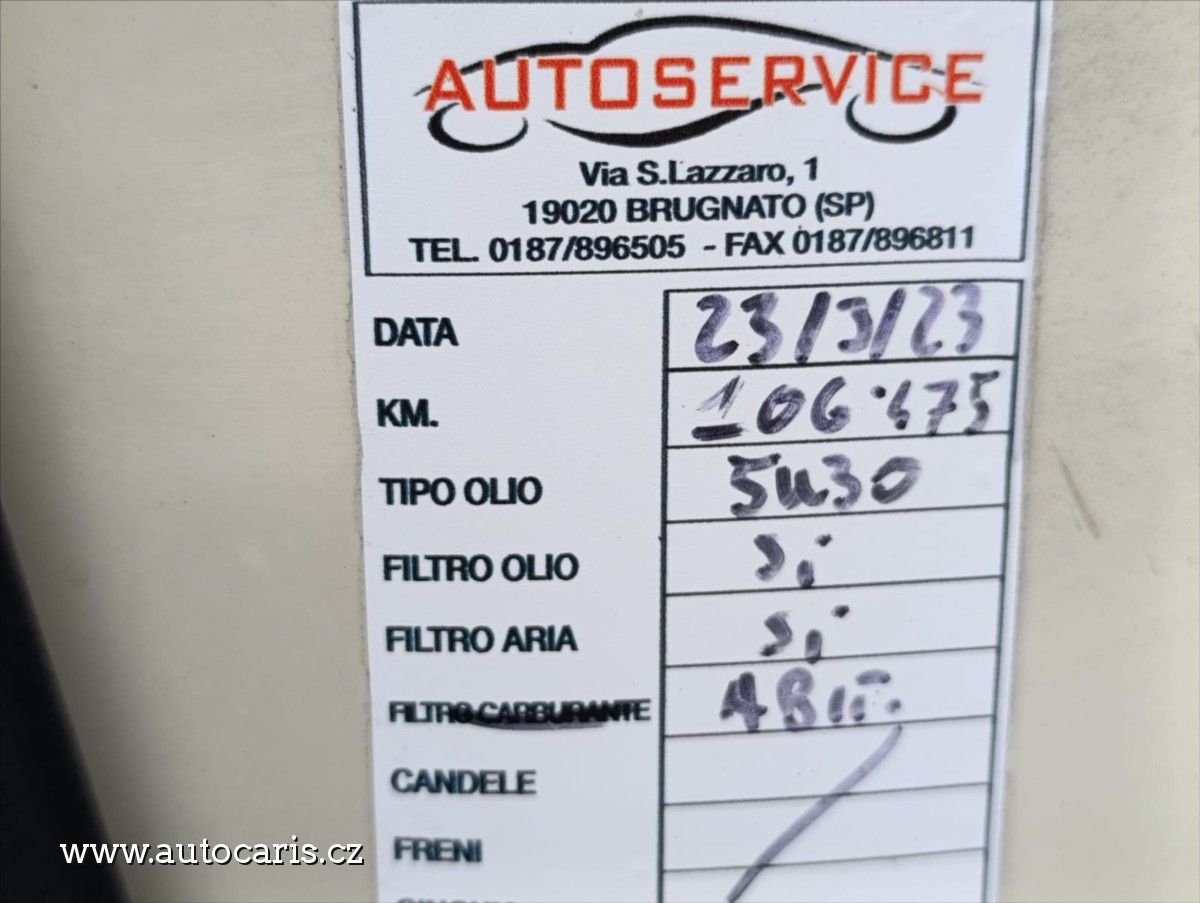 AUTOSERVICE
Via S.Lazzaro, 1
19020 BRUGNATO (SP)
TEL. 0187/896505 - FAX 0187/896811
DATA 23/3/23
KM. 106.475
TIPO OLIO 5W30
FILTRO OLIO si
FILTRO ARIA si
FILTRO CARBURANTE
CANDELE
FRENI
www.autocaris.cz